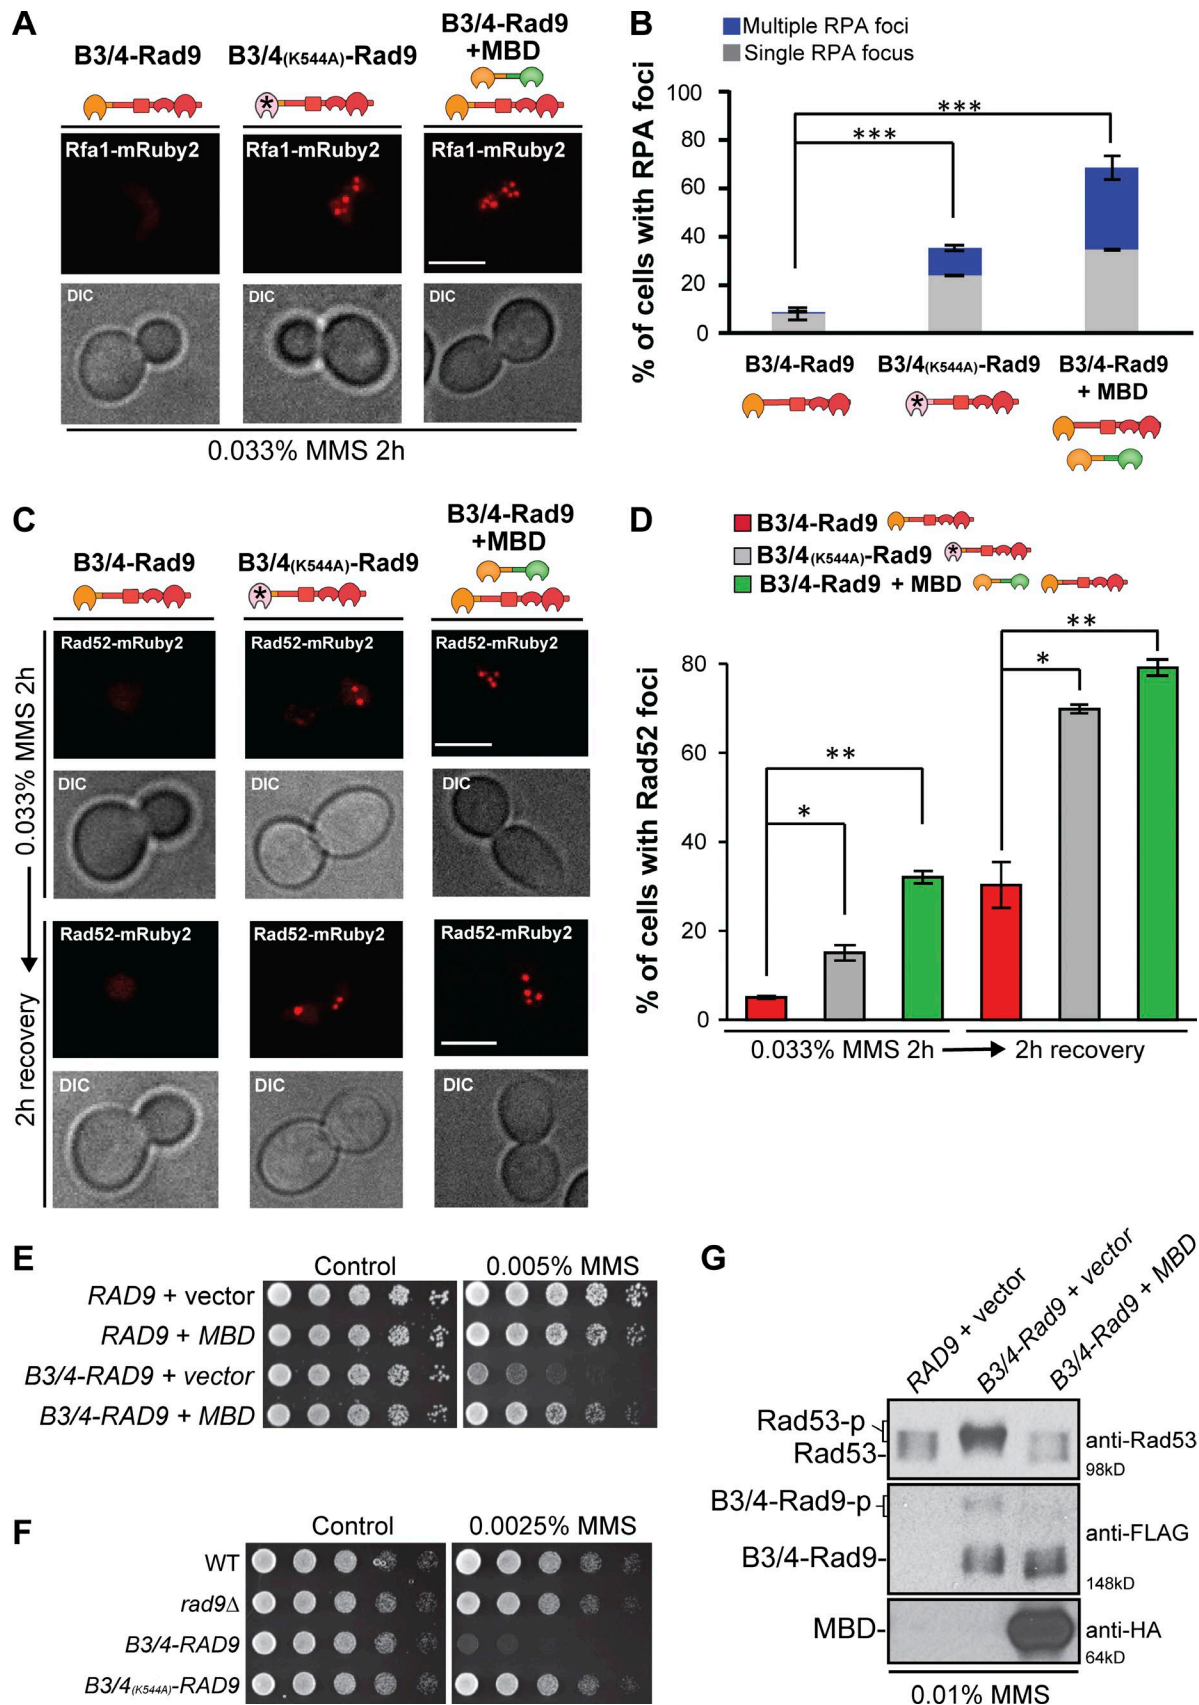 A
B3/4-Rad9
B3/4(K544A)-Rad9
B3/4-Rad9
+MBD
*
Rfa1-mRuby2
Rfa1-mRuby2
Rfa1-mRuby2
DIC
DIC
DIC
0.033% MMS 2h
B
Multiple RPA foci
Single RPA focus
% of cells with RPA foci
100
80
60
40
20
0
***
***
B3/4-Rad9
B3/4(K544A)-Rad9
B3/4-Rad9
+ MBD
*
C
B3/4-Rad9
B3/4(K544A)-Rad9
B3/4-Rad9
+MBD
*
0.033% MMS 2h
2h recovery
Rad52-mRuby2
Rad52-mRuby2
Rad52-mRuby2
DIC
DIC
DIC
Rad52-mRuby2
Rad52-mRuby2
Rad52-mRuby2
DIC
DIC
DIC
D
B3/4-Rad9
B3/4(K544A)-Rad9
*
B3/4-Rad9 + MBD
% of cells with Rad52 foci
80
60
40
20
0
**
*
**
*
0.033% MMS 2h
2h recovery
E
Control
0.005% MMS
RAD9 + vector
RAD9 + MBD
B3/4-RAD9 + vector
B3/4-RAD9 + MBD
F
Control
0.0025% MMS
WT
rad9Δ
B3/4-RAD9
B3/4(K544A)-RAD9
G
RAD9 + vector
B3/4-Rad9 + vector
B3/4-Rad9 + MBD
Rad53-p
Rad53-
anti-Rad53
98kD
B3/4-Rad9-p
B3/4-Rad9-
anti-FLAG
148kD
MBD-
anti-HA
64kD
0.01% MMS